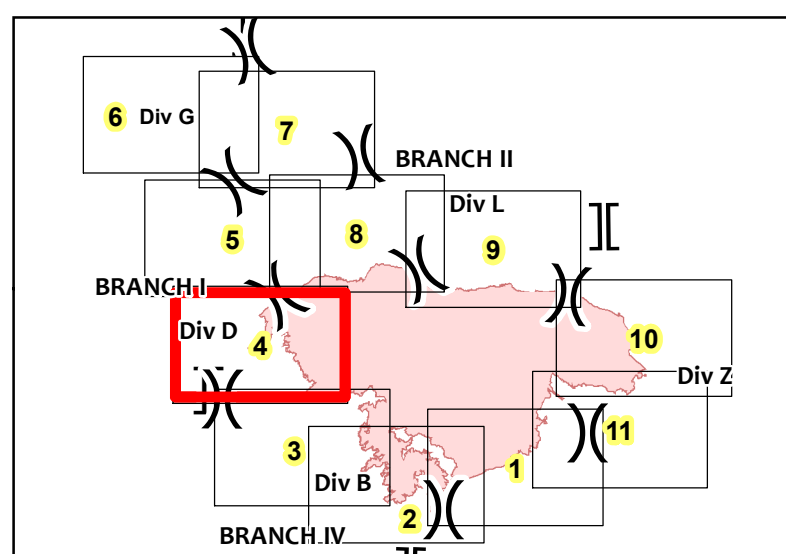 6
Div G
7
BRANCH II
Div L
5
8
9
BRANCH I
Div D
4
10
Div Z
3
11
1
Div B
2
BRANCH IV